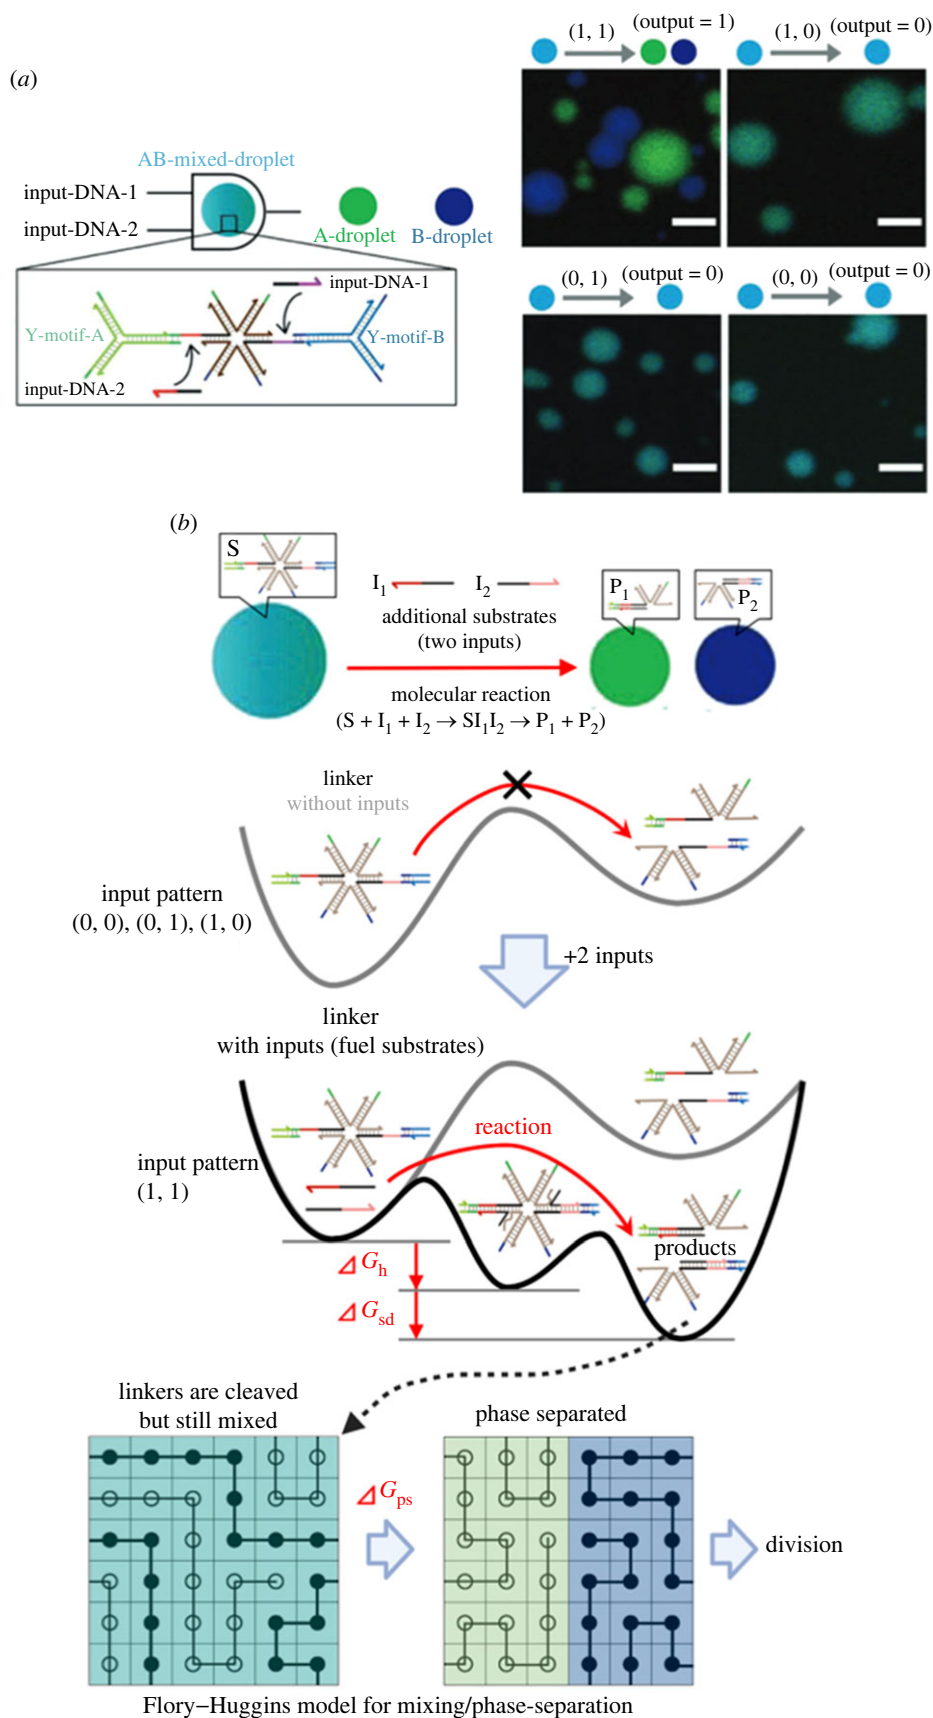 (a)
(1, 1)
(output = 1)
(1, 0)
(output = 0)
AB-mixed-droplet
input-DNA-1
input-DNA-2
A-droplet
B-droplet
input-DNA-1
Y-motif-A
Y-motif-B
input-DNA-2
(0, 1)
(output = 0)
(0, 0)
(output = 0)
(b)
S
I1
I2
additional substrates
(two inputs)
molecular reaction
(S + I1 + I2 → SI1I2 → P1 + P2)
P1
P2
linker
without inputs
input pattern
(0, 0), (0, 1), (1, 0)
+2 inputs
linker
with inputs (fuel substrates)
reaction
input pattern
(1, 1)
products
⊿Gh
⊿Gsd
linkers are cleaved
but still mixed
phase separated
⊿Gps
division
Flory–Huggins model for mixing/phase-separation